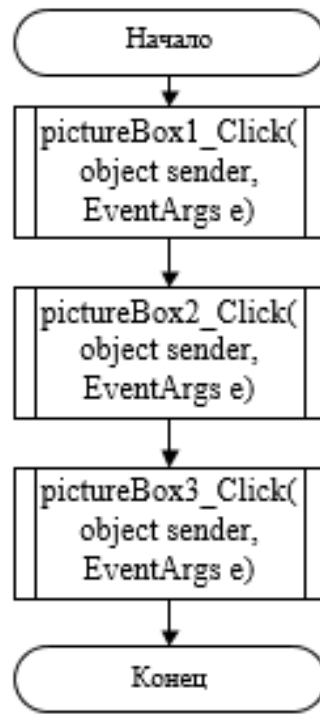 Начало
pictureBox1_Click(
object sender,
EventArgs e)
pictureBox2_Click(
object sender,
EventArgs e)
pictureBox3_Click(
object sender,
EventArgs e)
Конец